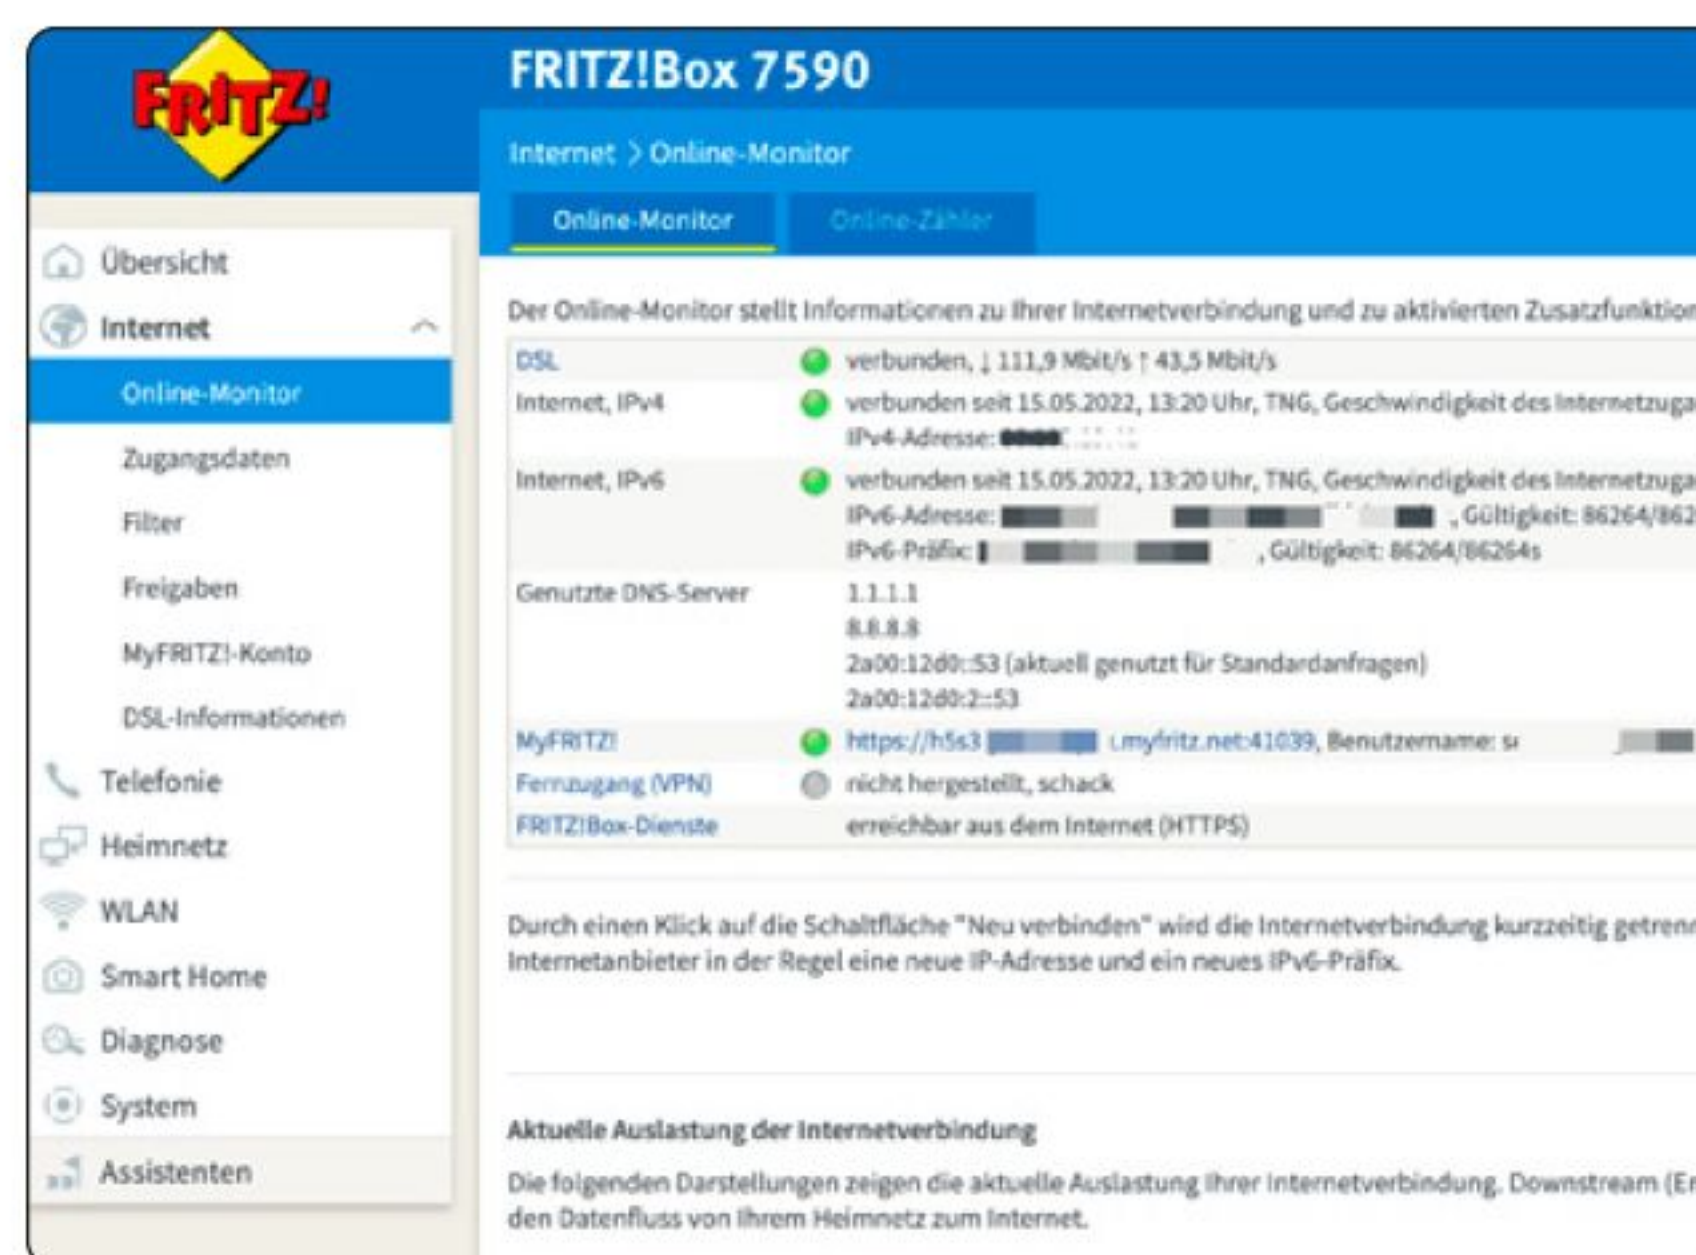 FRITZ!
FRITZ!Box 7590
Internet > Online-Monitor
Online-Monitor
Online-Zähler
Übersicht
Internet
Online-Monitor
Zugangsdaten
Filter
Freigaben
MyFRITZ!-Konto
DSL-Informationen
Telefonie
Heimnetz
WLAN
Smart Home
Diagnose
System
Assistenten
Der Online-Monitor stellt Informationen zu Ihrer Internetverbindung und zu aktivierten Zusatzfunktion
DSL verbunden, ↓ 111,9 Mbit/s ↑ 43,5 Mbit/s
Internet, IPv4 verbunden seit 15.05.2022, 13:20 Uhr, TNG, Geschwindigkeit des Internetzuga
IPv4-Adresse:
Internet, IPv6 verbunden seit 15.05.2022, 13:20 Uhr, TNG, Geschwindigkeit des Internetzuga
IPv6-Adresse: , Gültigkeit: 86264/862
IPv6-Präfix: , Gültigkeit: 86264/86264s
Genutzte DNS-Server 1.1.1.1
8.8.8.8
2a00:12d0::53 (aktuell genutzt für Standardanfragen)
2a00:12d0:2::53
MyFRITZ! https://h5s3 .myfritz.net:41039, Benutzername:
Fernzugang (VPN) nicht hergestellt, schack
FRITZ!Box-Dienste erreichbar aus dem Internet (HTTPS)
Durch einen Klick auf die Schaltfläche "Neu verbinden" wird die Internetverbindung kurzzeitig getrenn
Internetanbieter in der Regel eine neue IP-Adresse und ein neues IPv6-Präfix.
Aktuelle Auslastung der Internetverbindung
Die folgenden Darstellungen zeigen die aktuelle Auslastung Ihrer Internetverbindung. Downstream (Em
den Datenfluss von Ihrem Heimnetz zum Internet.